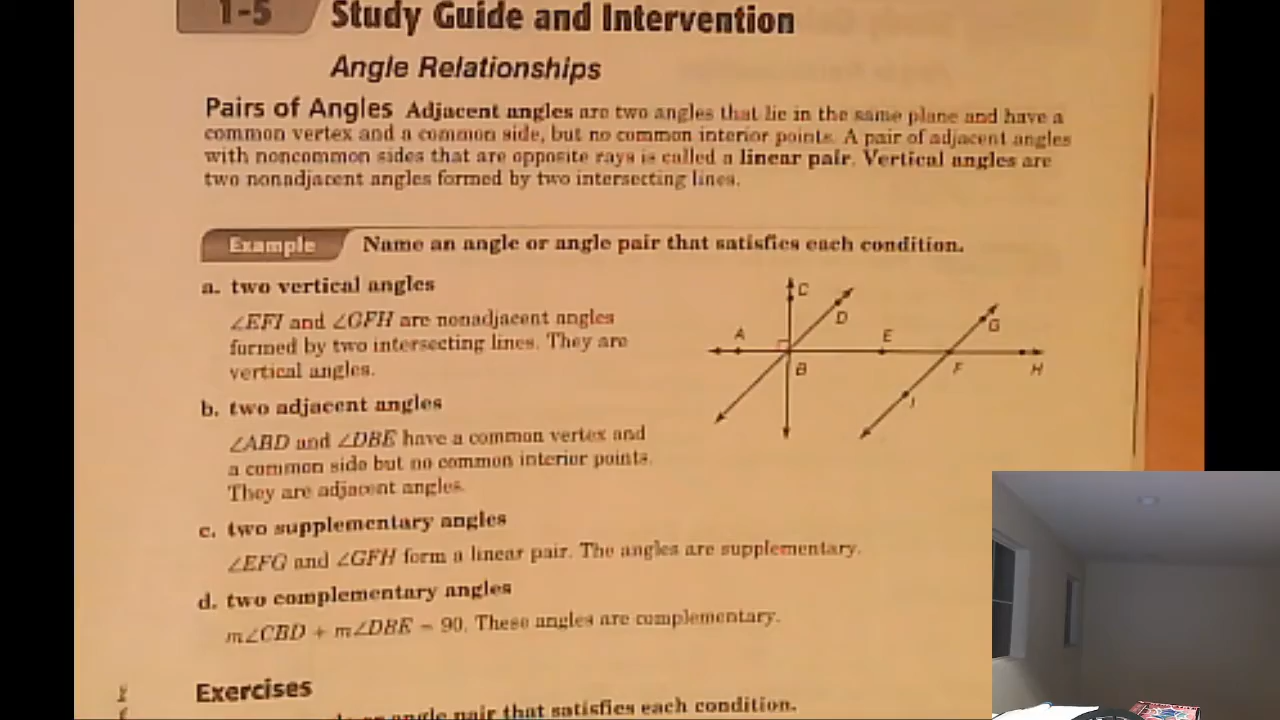 1-5 Study Guide and Intervention
Angle Relationships
Pairs of Angles Adjacent angles are two angles that lie in the same plane and have a
common vertex and a common side, but no common interior points. A pair of adjacent angles
with noncommon sides that are opposite rays is called a linear pair. Vertical angles are
two nonadjacent angles formed by two intersecting lines.
Example Name an angle or angle pair that satisfies each condition.
a. two vertical angles
∠EFI and ∠GFH are nonadjacent angles
formed by two intersecting lines. They are
vertical angles.
b. two adjacent angles
∠ABD and ∠DBE have a common vertex and
a common side but no common interior points.
They are adjacent angles.
c. two supplementary angles
∠EFG and ∠GFH form a linear pair. The angles are supplementary.
d. two complementary angles
m∠CBD + m∠DBE = 90. These angles are complementary.
C
D
A
E
G
B
F
H
I
Exercises
or angle pair that satisfies each condition.